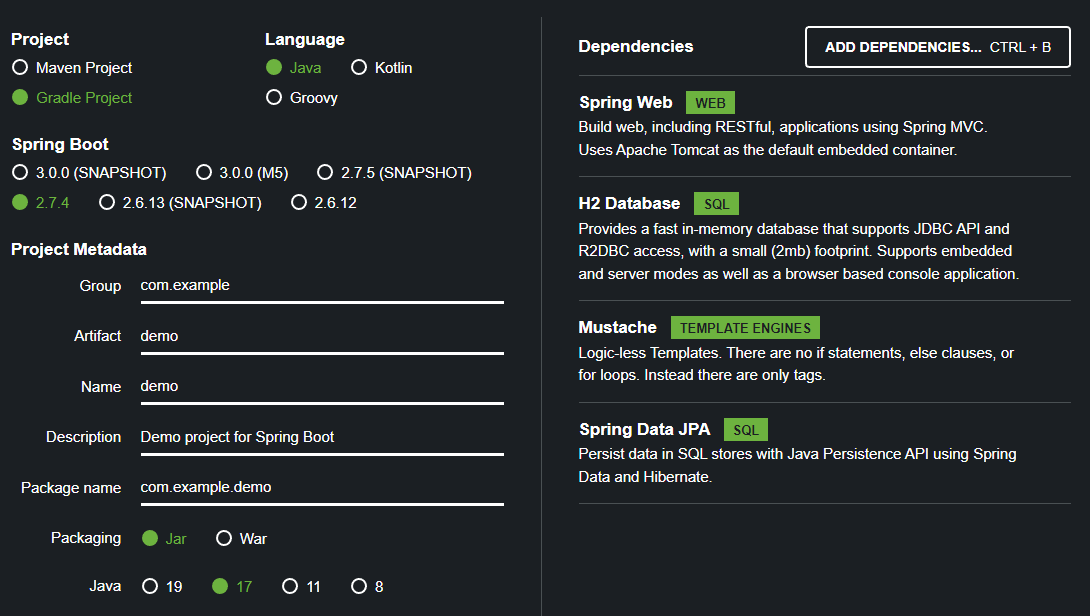 Project
Maven Project
Gradle Project
Language
Java Kotlin
Groovy
Spring Boot
3.0.0 (SNAPSHOT) 3.0.0 (M5) 2.7.5 (SNAPSHOT)
2.7.4 2.6.13 (SNAPSHOT) 2.6.12
Project Metadata
Group com.example
Artifact demo
Name demo
Description Demo project for Spring Boot
Package name com.example.demo
Packaging Jar War
Java 19 17 11 8
Dependencies ADD DEPENDENCIES... CTRL + B
Spring Web WEB
Build web, including RESTful, applications using Spring MVC.
Uses Apache Tomcat as the default embedded container.
H2 Database SQL
Provides a fast in-memory database that supports JDBC API and
R2DBC access, with a small (2mb) footprint. Supports embedded
and server modes as well as a browser based console application.
Mustache TEMPLATE ENGINES
Logic-less Templates. There are no if statements, else clauses, or
for loops. Instead there are only tags.
Spring Data JPA SQL
Persist data in SQL stores with Java Persistence API using Spring
Data and Hibernate.